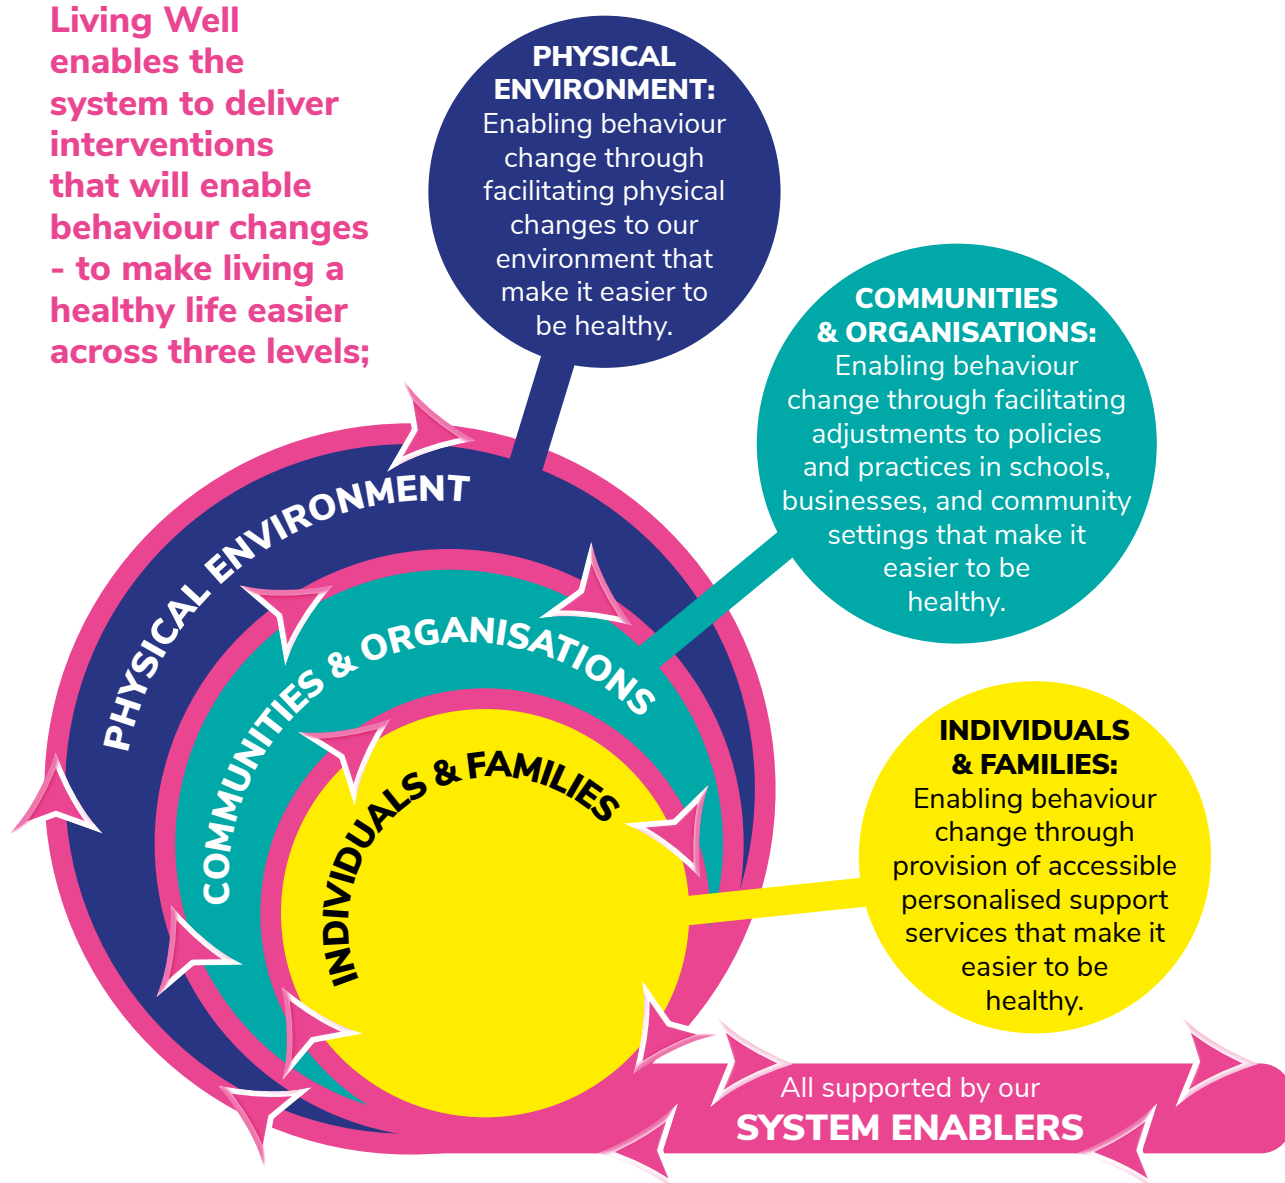 Living Well
enables the
system to deliver
interventions
that will enable
behaviour changes
- to make living a
healthy life easier
across three levels;
PHYSICAL
ENVIRONMENT:
Enabling behaviour
change through
facilitating physical
changes to our
environment that
make it easier to
be healthy.
COMMUNITIES
& ORGANISATIONS:
Enabling behaviour
change through facilitating
adjustments to policies
and practices in schools,
businesses, and community
settings that make it
easier to be
healthy.
INDIVIDUALS
& FAMILIES:
Enabling behaviour
change through
provision of accessible
personalised support
services that make it
easier to be
healthy.
PHYSICAL ENVIRONMENT
COMMUNITIES & ORGANISATIONS
INDIVIDUALS & FAMILIES
All supported by our
SYSTEM ENABLERS